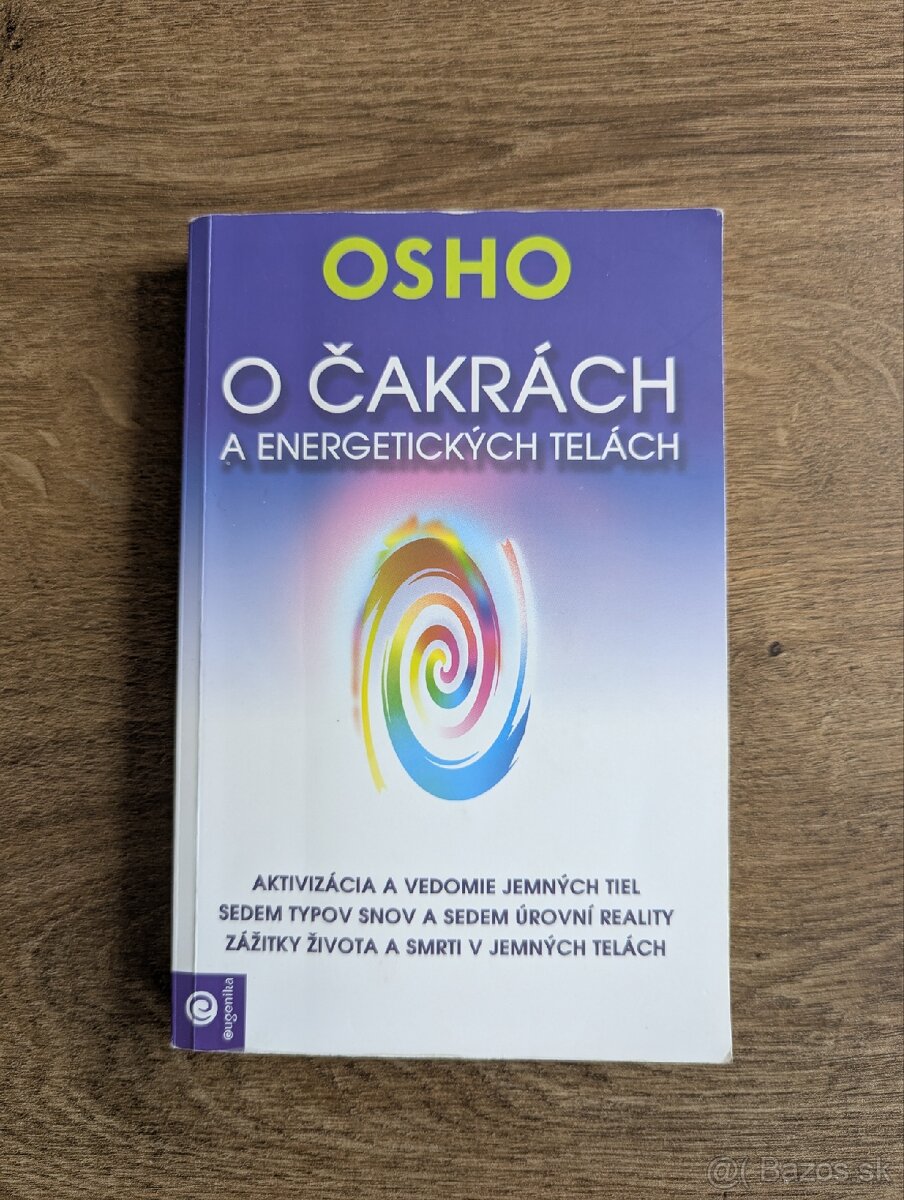 OSHO
O ČAKRÁCH
A ENERGETICKÝCH TELÁCH
AKTIVIZÁCIA A VEDOMIE JEMNÝCH TIEL
SEDEM TYPOV SNOV A SEDEM ÚROVNÍ REALITY
ZÁŽITKY ŽIVOTA A SMRTI V JEMNÝCH TELÁCH
eugenika
@( Bazos.sk